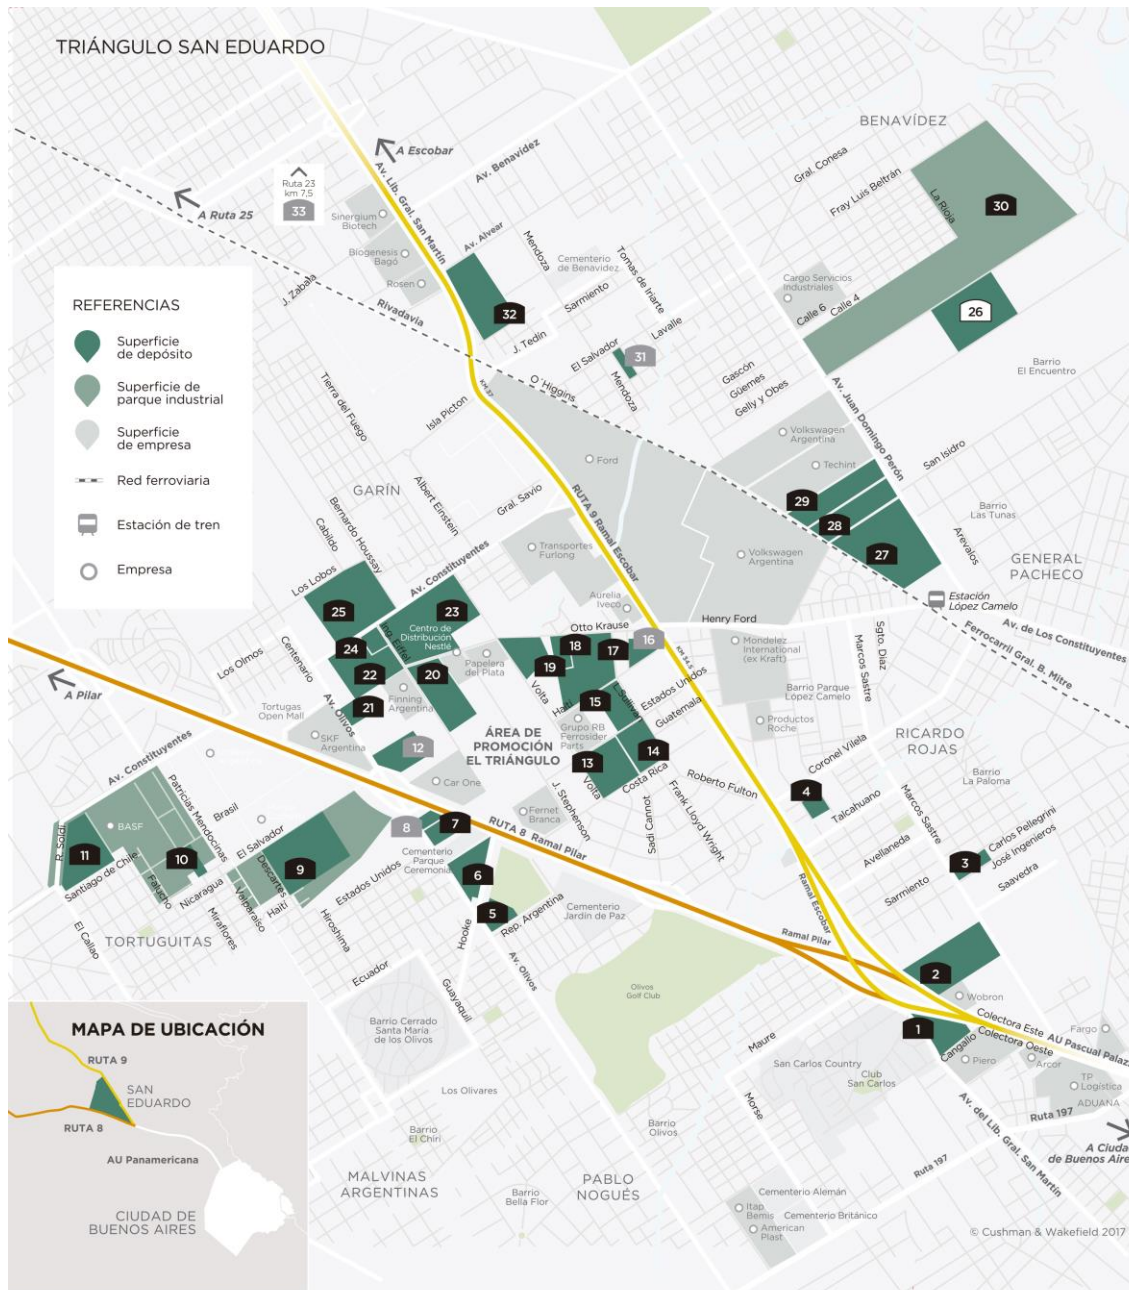 TRIÁNGULO SAN EDUARDO
BENAVÍDEZ
A Escobar
Av. Benavidez
Gral. Conesa
Fray Luis Beltrán
La Rioja
30
Ruta 23
km 7,5
33
A Ruta 25
Av. Lib. Gral. San Martín
Sinergium
Biotech
Biogenesis
Bagó
Rosen
Av. Alvear
Mendoza
Cementerio
de Benavidez
Tomas de Iriarte
Sarmiento
J. Zabala
Rivadavia
32
J. Tedín
Lavalle
El Salvador
31
Mendoza
Cargo Servicios
Industriales
Calle 6
Calle 4
26
Barrio
El Encuentro
REFERENCIAS
Superficie
de depósito
Superficie de
parque industrial
Superficie
de empresa
Red ferroviaria
Estación de tren
Empresa
Tierra del Fuego
Isla Picton
KM 37
O´Higgins
Gascón
Güemes
Gelly y Obes
Av. Juan Domingo Perón
Volkswagen
Argentina
Techint
San Isidro
Ford
RUTA 9 Ramal Escobar
GARÍN
Albert Einstein
Gral. Savio
Bernardo Houssay
Cabildo
29
28
27
Barrio
Las Tunas
Arévalos
GENERAL
PACHECO
Av. Constituyentes
Transportes
Furlong
Volkswagen
Argentina
Los Lobos
25
23
Ing. Eiffel
Centro de
Distribución
Nestlé
Aurelia
Iveco
Otto Krause
Henry Ford
Estación
López Camelo
Av. de Los Constituyentes
Ferrocarril Gral. B. Mitre
24
22
20
Papelera
del Plata
18
17
16
19
KM 34,5
Mondelez
International
(ex Kraft)
Marcos Sastre
Sgto. Díaz
Centenario
Los Olmos
A Pilar
Tortugas
Open Mall
21
Av. Olivos
Finning
Argentina
Volta
Haití
15
E. Sullivan
Estados Unidos
Guatemala
Barrio Parque
López Camelo
SKF
Argentina
12
ÁREA DE
PROMOCIÓN
EL TRIÁNGULO
Grupo RB
Ferrosider
Parts
13
14
Productos
Roche
Coronel Vilela
RICARDO
ROJAS
Barrio
La Paloma
Av. Constituyentes
Car One
Volta
Costa Rica
Roberto Fulton
4
Talcahuano
Marcos Sastre
Patricias Mendocinas
Brasil
BASF
R. Soldi
El Salvador
8
7
Fernet
Branca
J. Stephenson
Sadi Cannot
Frank Lloyd Wright
Carlos Pellegrini
José Ingenieros
Avellaneda
11
10
9
Cementerio
Parque
Ceremonial
RUTA 8 Ramal Pilar
3
Saavedra
Santiago de Chile
Falucho
Nicaragua
Valparaíso
Descartes
Haití
Estados Unidos
6
5
Rep. Argentina
Cementerio
Jardín de Paz
Ramal Escobar
Sarmiento
El Callao
TORTUGUITAS
Miraflores
Hiroshima
Hooke
Av. Olivos
Ramal Pilar
2
Ecuador
Guayaquil
Olivos
Golf Club
Wobron
Colectora Este
AU Pascual Palaz
Colectora Oeste
Fargo
1
Cangallo
MAPA DE UBICACIÓN
RUTA 9
SAN
EDUARDO
RUTA 8
AU Panamericana
CIUDAD DE
BUENOS AIRES
Barrio Cerrado
Santa María
de los Olivos
Maure
San Carlos Country
Club
San Carlos
Piero
Arcor
TP
Logística
ADUANA
Los Olivares
Morse
Ruta 197
Barrio
El Chiri
Barrio
Olivos
Av. del Lib. Gral. San Martín
A Ciuda
de Buenos Aire
Ruta 197
MALVINAS
ARGENTINAS
PABLO
NOGUÉS
Barrio
Bella Flor
Cementerio Alemán
Itap
Bemis
Cementerio Británico
American
Plast
© Cushman & Wakefield 2017